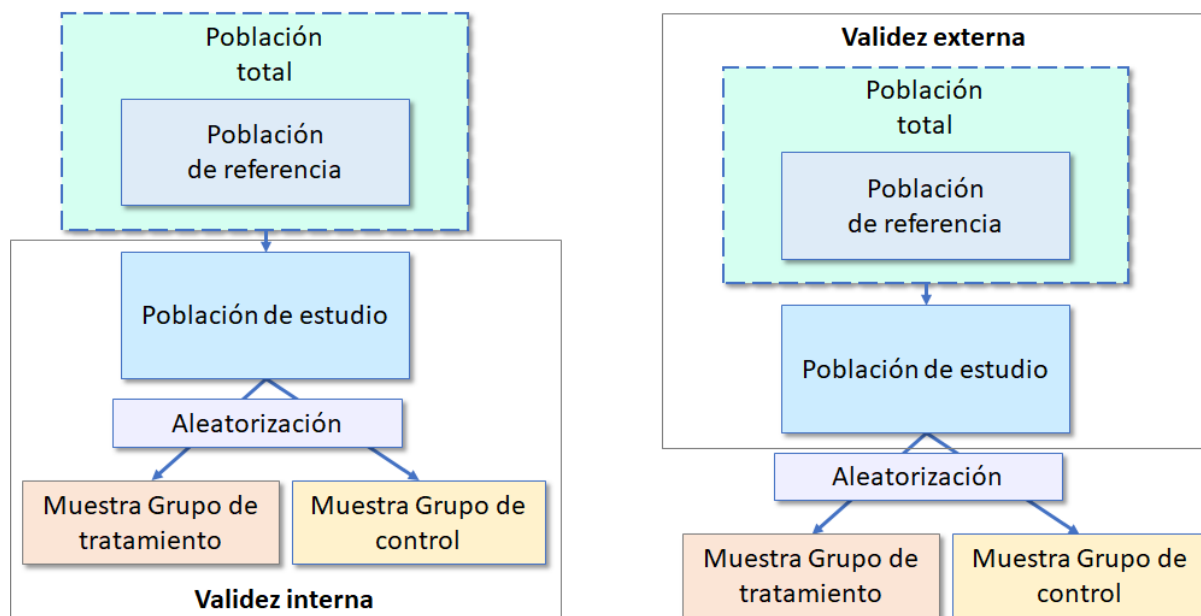 Población
total
Población
de referencia
Población de estudio
Aleatorización
Muestra Grupo de
tratamiento
Muestra Grupo de
control
Validez interna
Validez externa
Población
total
Población
de referencia
Población de estudio
Aleatorización
Muestra Grupo de
tratamiento
Muestra Grupo de
control